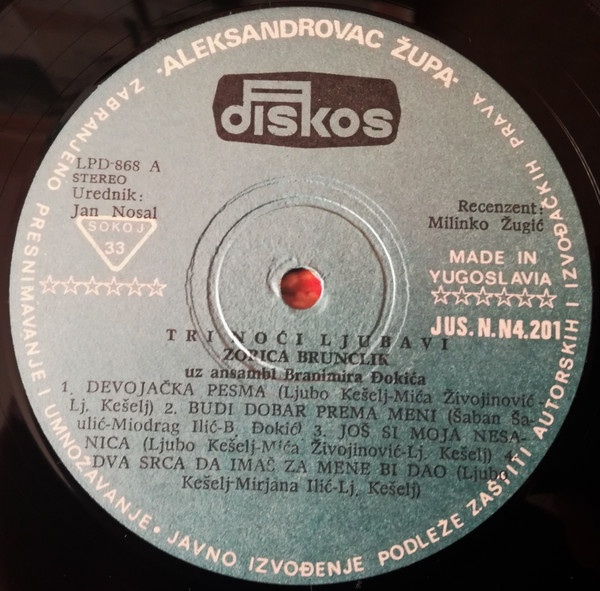 ·ALEKSANDROVAC ŽUPA·
ZABRANJENO PRESNIMAVANJE I UMNOŽAVANJE • JAVNO IZVOĐENJE PODLEŽE ZAŠTITI AUTORSKIH I IZVOĐAČKIH PRAVA
diskos
LPD-868 A
STEREO
Urednik:
Jan Nosal
SOKOJ
33
Recenzent:
Milinko Žugić
MADE IN
YUGOSLAVIA
JUS. N. N4.201
TRI NOĆI LJUBAVI
ZORICA BRUNCLIK
uz ansambl Branimira Đokića
1. DEVOJAČKA PESMA (Ljubo Kešelj-Mića Živojinović-
Lj. Kešelj) 2. BUDI DOBAR PREMA MENI (Šaban Ša-
ulić-Miodrag Ilić-B. Đokić) 3. JOŠ SI MOJA NESA-
NICA (Ljubo Kešelj-Mića Živojinović-Lj. Kešelj) 4.
DVA SRCA DA IMAŠ ZA MENE BI DAO (Ljubo
Kešelj-Mirjana Ilić-Lj. Kešelj)